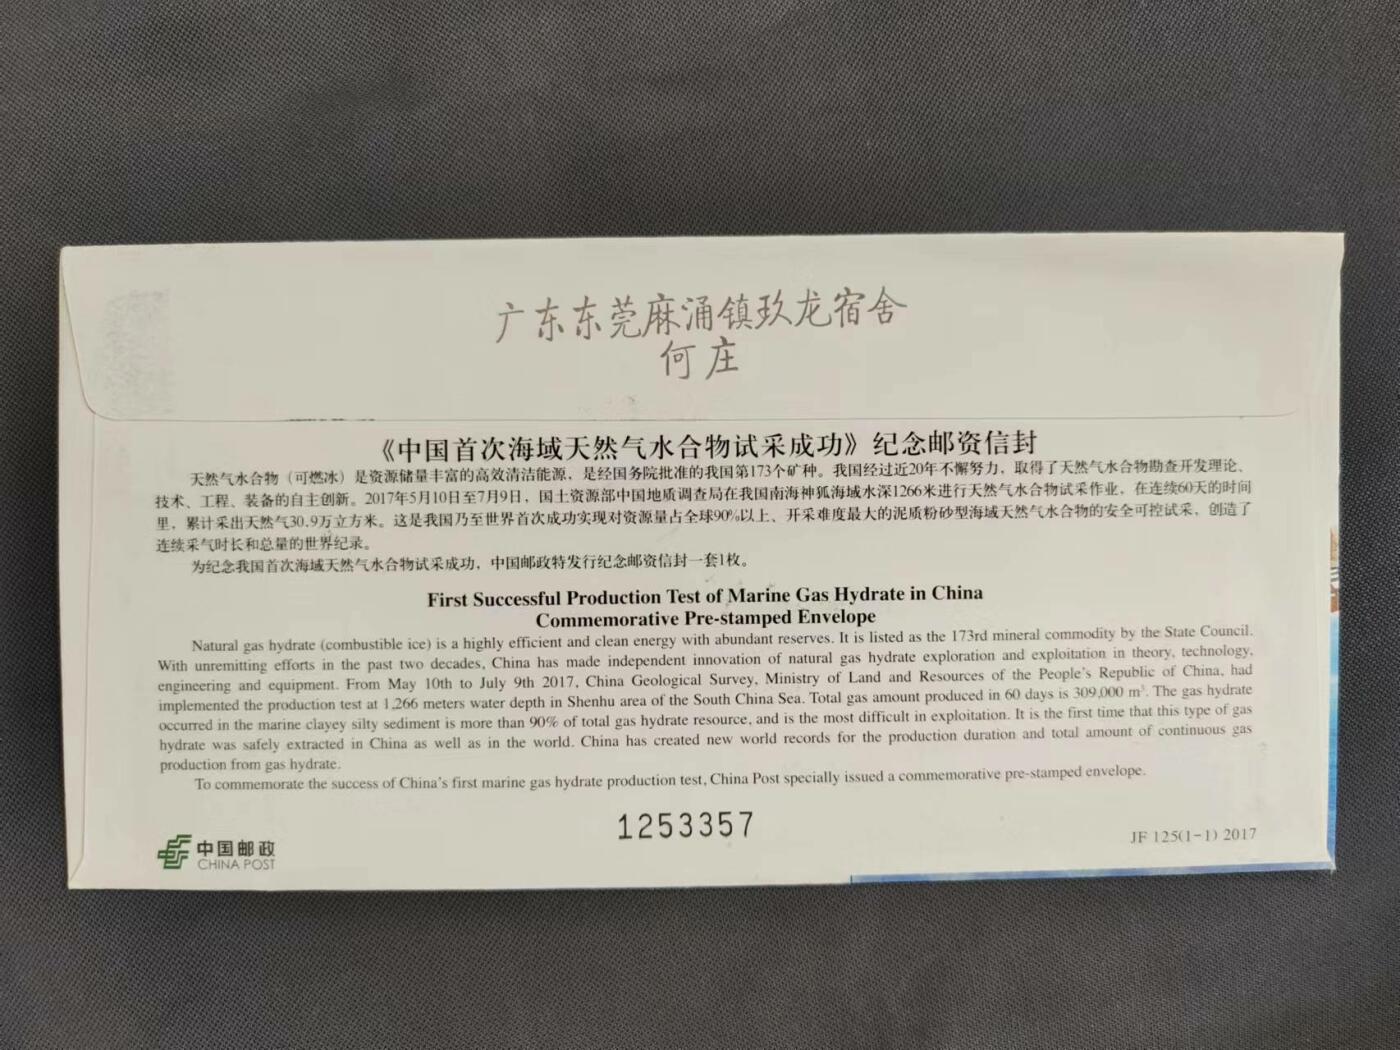 广东东莞麻涌镇玖龙宿舍
何庄
《中国首次海域天然气水合物试采成功》纪念邮资信封
天然气水合物（可燃冰）是资源储量丰富的高效清洁能源，是经国务院批准的我国第173个矿种。我国经过近20年不懈努力，取得了天然气水合物勘查开发理论、
技术、工程、装备的自主创新。2017年5月10日至7月9日，国土资源部中国地质调查局在我国南海神狐海域水深1266米进行天然气水合物试采作业，在连续60天的时间
里，累计采出天然气30.9万立方米。这是我国乃至世界首次成功实现对资源量占全球90%以上、开采难度最大的泥质粉砂型海域天然气水合物的安全可控试采，创造了
连续采气时长和总量的世界纪录。
为纪念我国首次海域天然气水合物试采成功，中国邮政特发行纪念邮资信封一套1枚。
First Successful Production Test of Marine Gas Hydrate in China
Commemorative Pre-stamped Envelope
Natural gas hydrate (combustible ice) is a highly efficient and clean energy with abundant reserves. It is listed as the 173rd mineral commodity by the State Council.
With unremitting efforts in the past two decades, China has made independent innovation of natural gas hydrate exploration and exploitation in theory, technology,
engineering and equipment. From May 10th to July 9th 2017, China Geological Survey, Ministry of Land and Resources of the People's Republic of China, had
implemented the production test at 1,266 meters water depth in Shenhu area of the South China Sea. Total gas amount produced in 60 days is 309,000 m³. The gas hydrate
occurred in the marine clayey silty sediment is more than 90% of total gas hydrate resource, and is the most difficult in exploitation. It is the first time that this type of gas
hydrate was safely extracted in China as well as in the world. China has created new world records for the production duration and total amount of continuous gas
production from gas hydrate.
To commemorate the success of China's first marine gas hydrate production test, China Post specially issued a commemorative pre-stamped envelope.
1253357
中国邮政
CHINA POST
JF 125(1-1) 2017